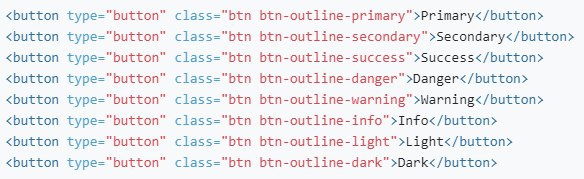 <button type="button" class="btn btn-outline-primary">Primary</button>
<button type="button" class="btn btn-outline-secondary">Secondary</button>
<button type="button" class="btn btn-outline-success">Success</button>
<button type="button" class="btn btn-outline-danger">Danger</button>
<button type="button" class="btn btn-outline-warning">Warning</button>
<button type="button" class="btn btn-outline-info">Info</button>
<button type="button" class="btn btn-outline-light">Light</button>
<button type="button" class="btn btn-outline-dark">Dark</button>